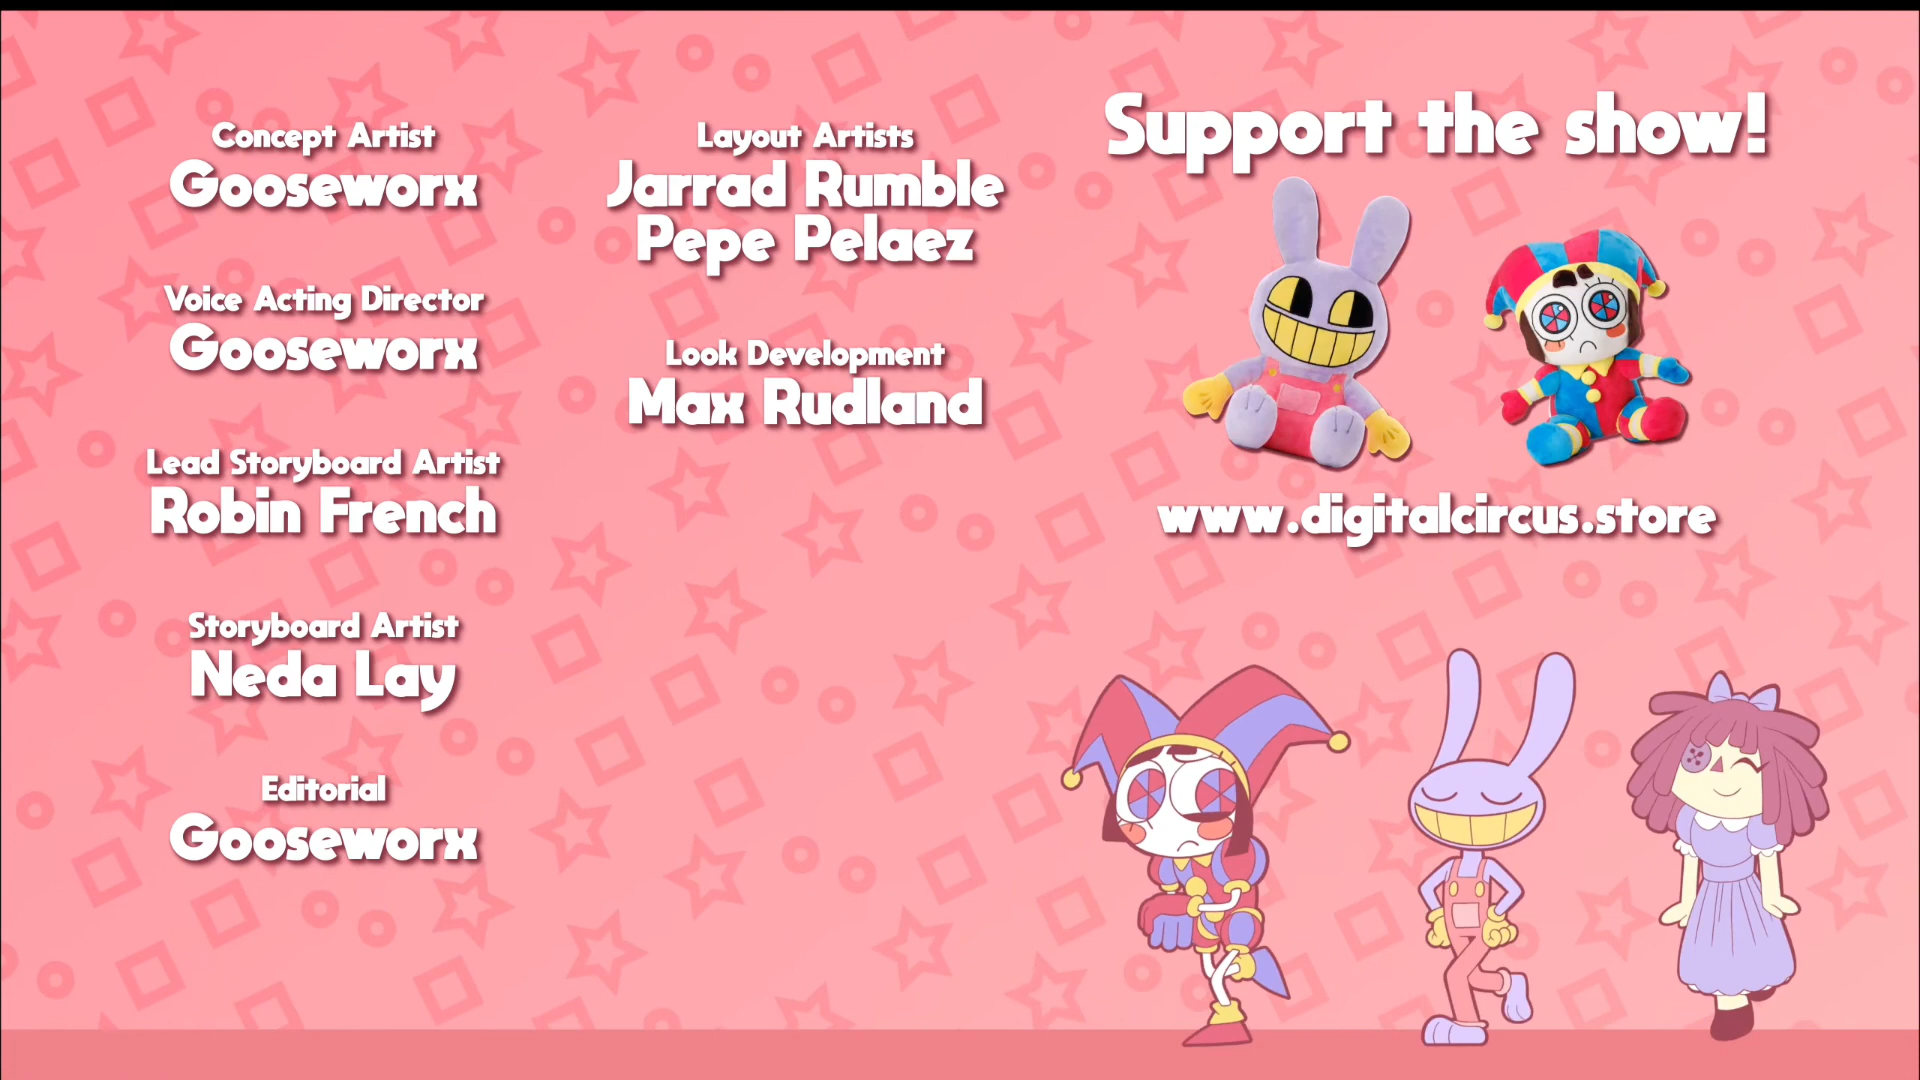 Concept Artist
Gooseworx
Voice Acting Director
Gooseworx
Lead Storyboard Artist
Robin French
Storyboard Artist
Neda Lay
Editorial
Gooseworx
Layout Artists
Jarrad Rumble
Pepe Pelaez
Look Development
Max Rudland
Support the show!
www.digitalcircus.store